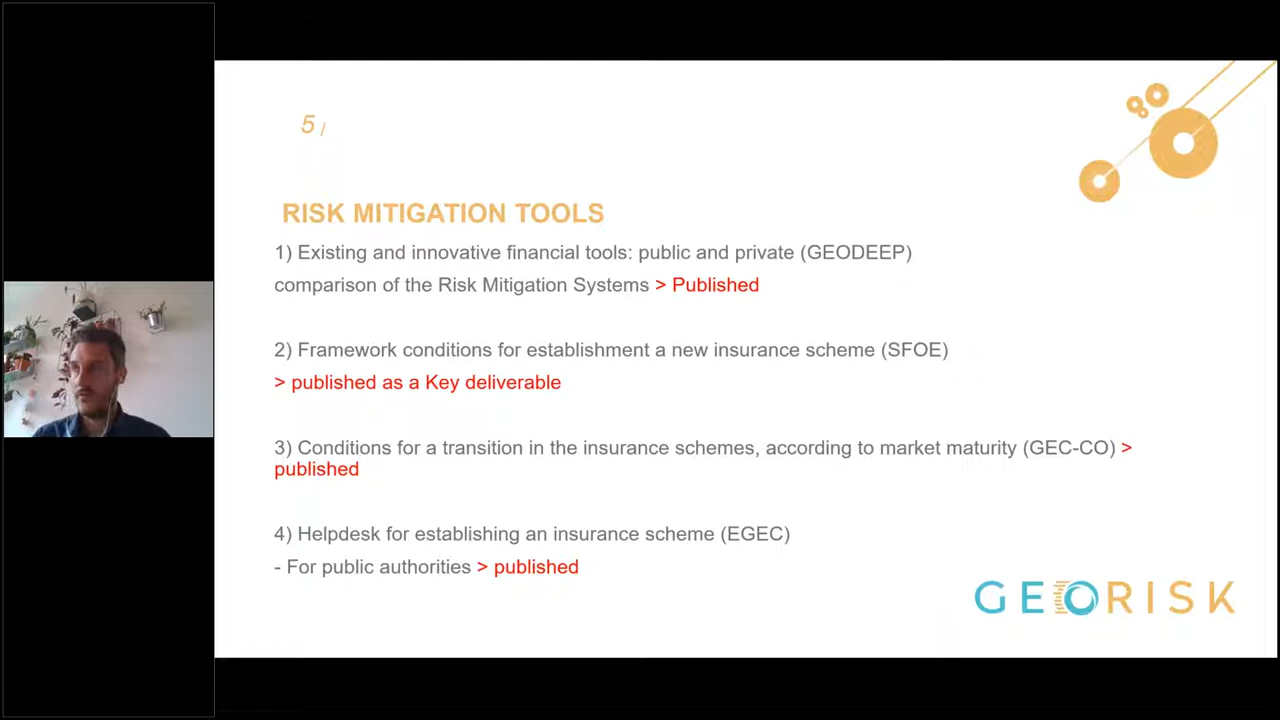 5 /
RISK MITIGATION TOOLS
1) Existing and innovative financial tools: public and private (GEODEEP)
comparison of the Risk Mitigation Systems > Published
2) Framework conditions for establishment a new insurance scheme (SFOE)
> published as a Key deliverable
3) Conditions for a transition in the insurance schemes, according to market maturity (GEC-CO) >
published
4) Helpdesk for establishing an insurance scheme (EGEC)
- For public authorities > published
GEORISK